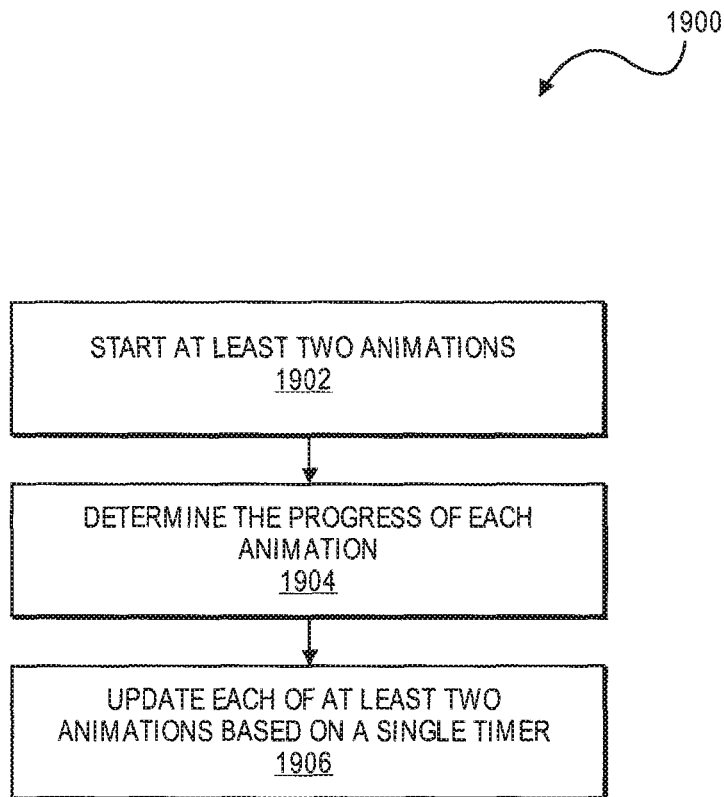 1900
START AT LEAST TWO ANIMATIONS
1902
DETERMINE THE PROGRESS OF EACH
ANIMATION
1904
UPDATE EACH OF AT LEAST TWO
ANIMATIONS BASED ON A SINGLE TIMER
1906